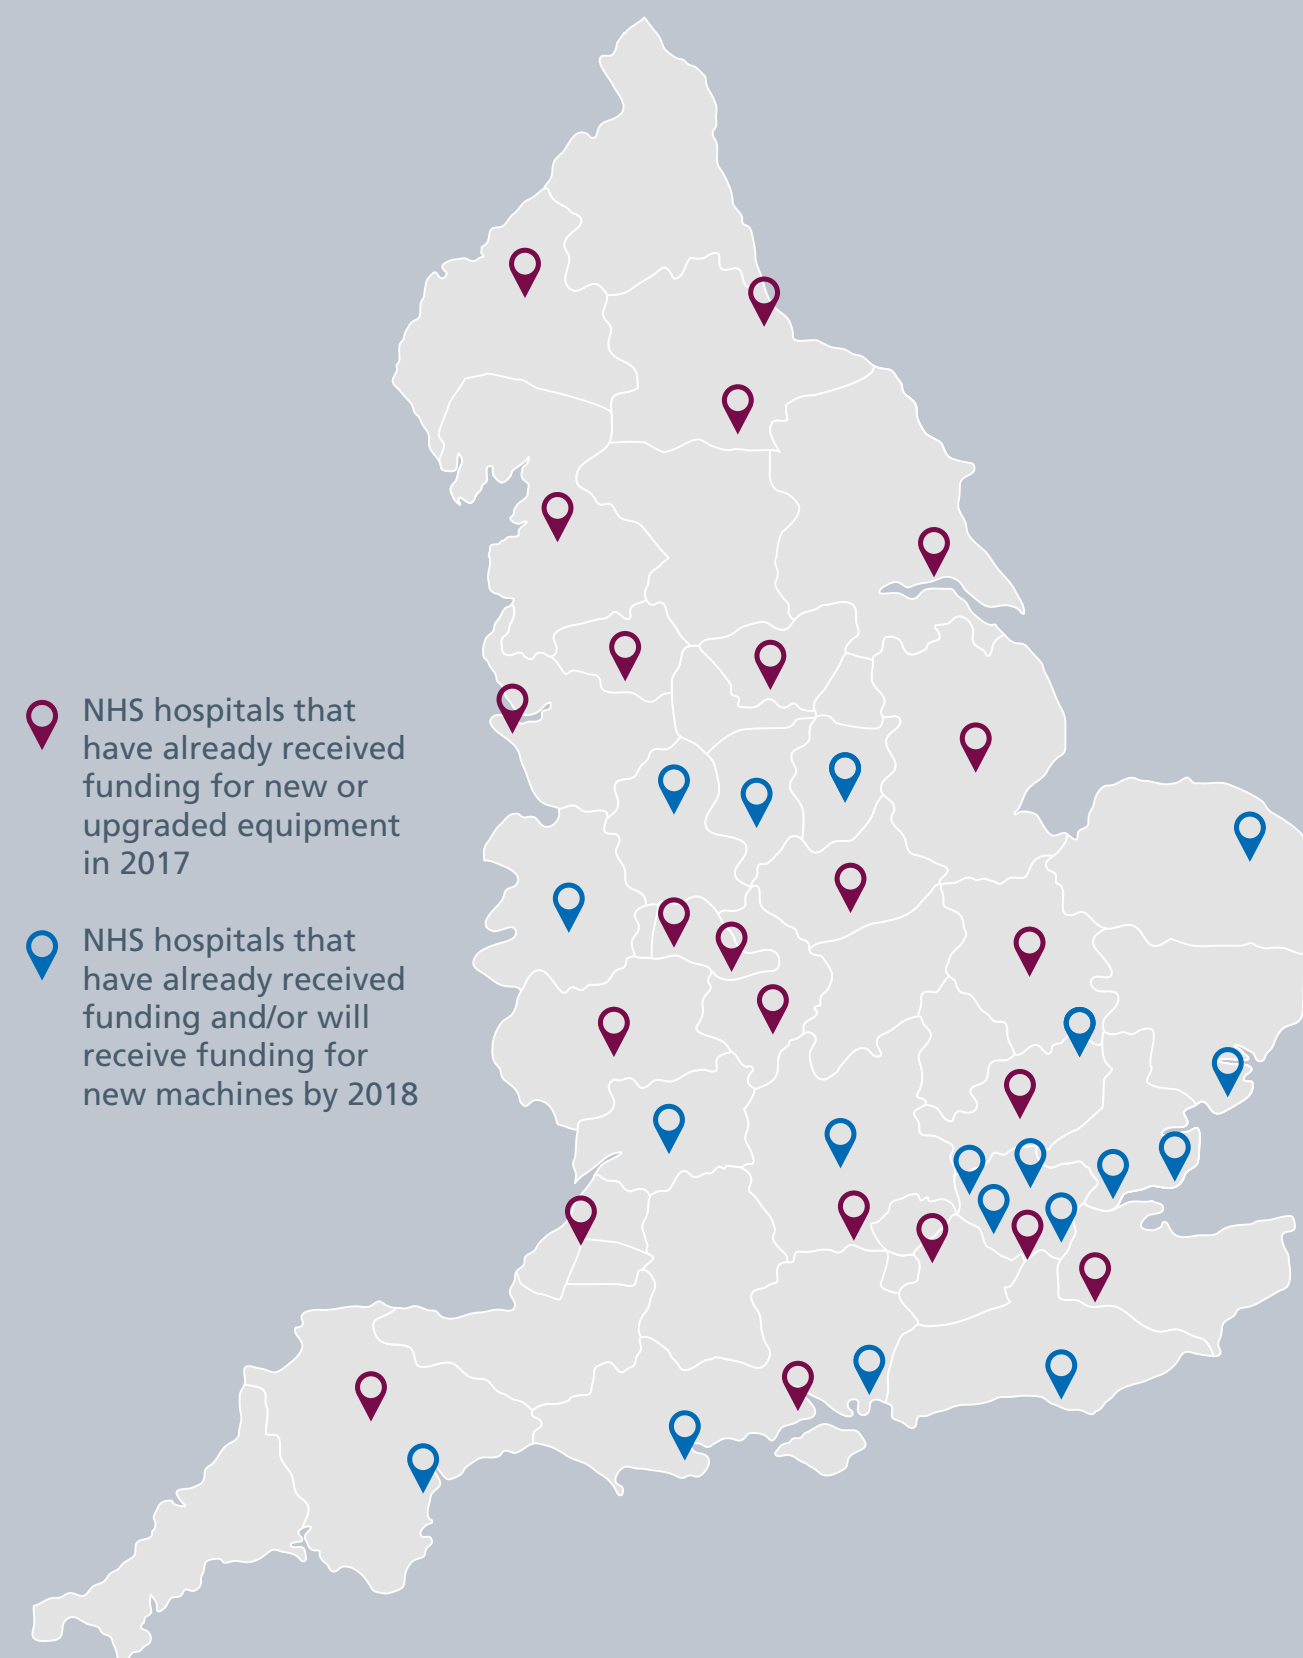 NHS hospitals that
have already received
funding for new or
upgraded equipment
in 2017
NHS hospitals that
have already received
funding and/or will
receive funding for
new machines by 2018